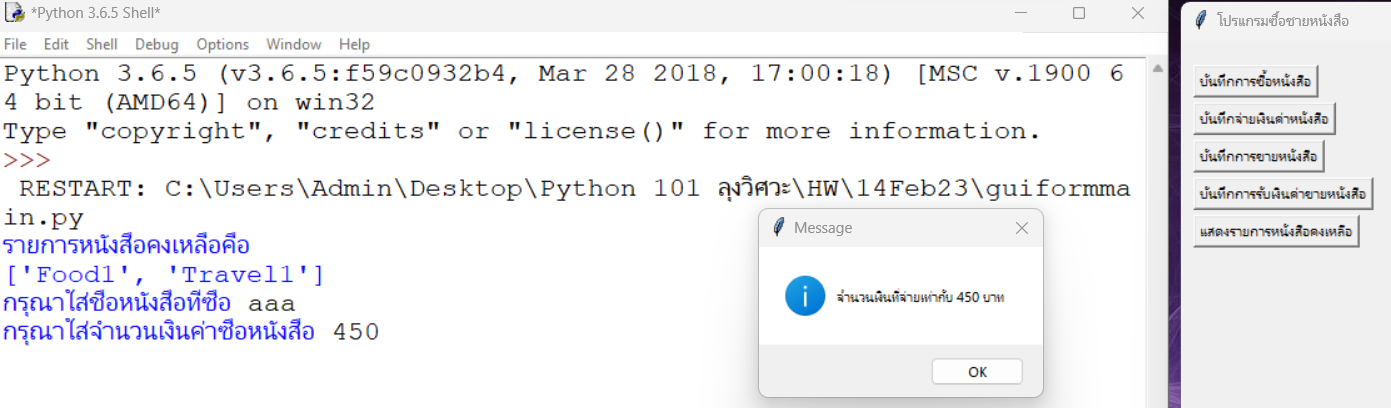 *Python 3.6.5 Shell*
File Edit Shell Debug Options Window Help
Python 3.6.5 (v3.6.5:f59c0932b4, Mar 28 2018, 17:00:18) [MSC v.1900 6
4 bit (AMD64)] on win32
Type "copyright", "credits" or "license()" for more information.
>>>
RESTART: C:\Users\Admin\Desktop\Python 101 ลุงวิศวะ\HW\14Feb23\guiformma
in.py
รายการหนังสือคงเหลือคือ
['Food1', 'Travel1']
กรุณาใส่ชื่อหนังสือที่ซื้อ aaa
กรุณาใส่จำนวนเงินค่าซื้อหนังสือ 450
Message
จำนวนเงินที่จ่ายเท่ากับ 450 บาท
OK
โปรแกรมซื้อขายหนังสือ
บันทึกการซื้อหนังสือ
บันทึกจ่ายเงินค่าหนังสือ
บันทึกการขายหนังสือ
บันทึกการรับเงินค่าขายหนังสือ
แสดงรายการหนังสือคงเหลือ